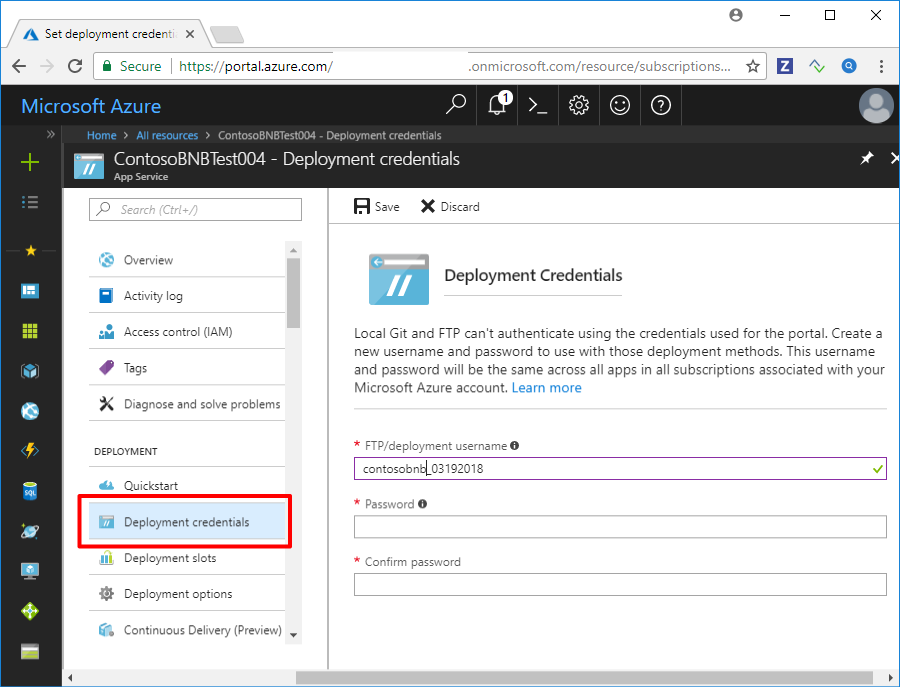 Set deployment credenti
Secure
https://portal.azure.com/
.onmicrosoft.com/resource/subscriptions...
Z
Microsoft Azure
1
Home > All resources > ContosoBNBTest004 - Deployment credentials
ContosoBNBTest004 - Deployment credentials
App Service
Search (Ctrl+/)
Overview
Activity log
Access control (IAM)
Tags
Diagnose and solve problems
DEPLOYMENT
Quickstart
Deployment credentials
Deployment slots
Deployment options
Continuous Delivery (Preview)
SQL
Save
Discard
Deployment Credentials
Local Git and FTP can't authenticate using the credentials used for the portal. Create a
new username and password to use with those deployment methods. This username
and password will be the same across all apps in all subscriptions associated with your
Microsoft Azure account. Learn more
* FTP/deployment username
contosobnb_03192018
* Password
* Confirm password